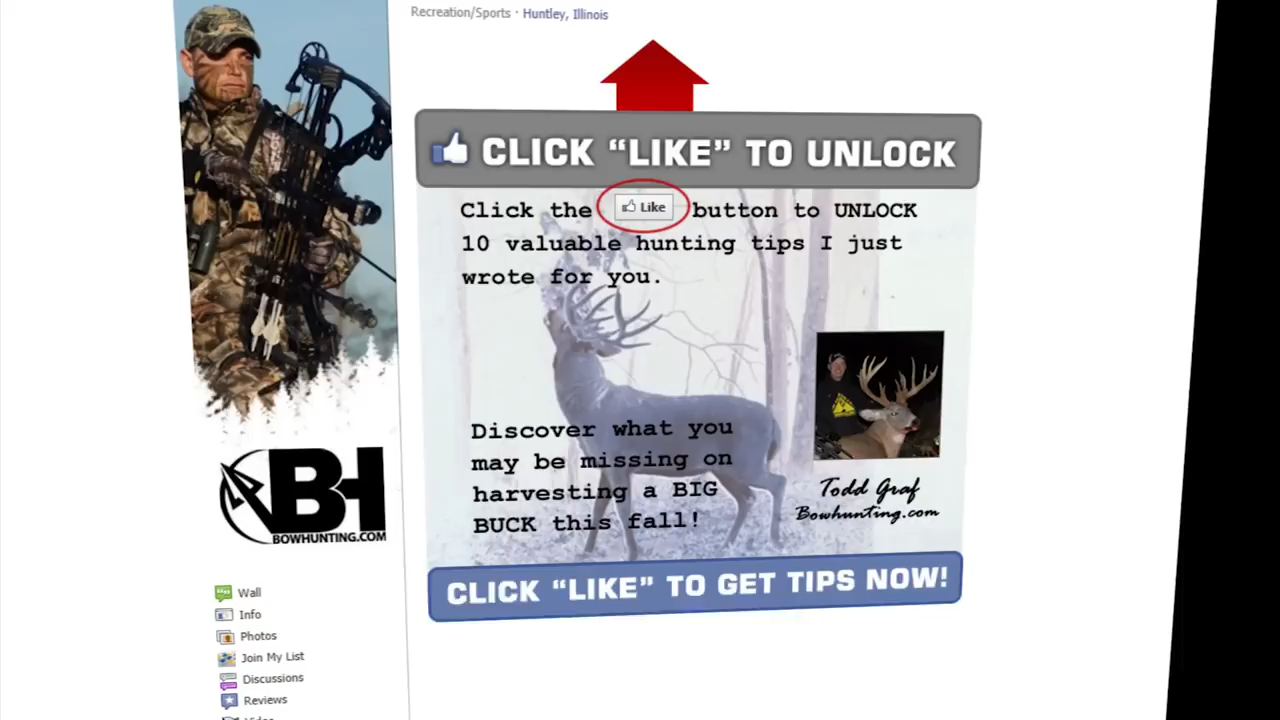 Recreation/Sports · Huntley, Illinois
CLICK “LIKE” TO UNLOCK
Click the Like button to UNLOCK
10 valuable hunting tips I just
wrote for you.
Discover what you
may be missing on
harvesting a BIG
BUCK this fall!
Todd Graf
Bowhunting.com
CLICK “LIKE” TO GET TIPS NOW!
BH
BOWHUNTING.COM
Wall
Info
Photos
Join My List
Discussions
Reviews